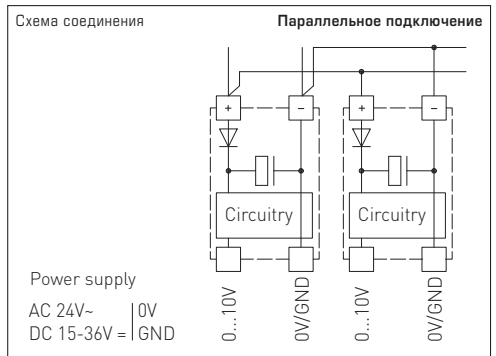 Схема соединения
Параллельное подключение
+ – + –
Circuitry Circuitry
Power supply
AC 24V~ 0V
DC 15-36V = GND
0...10V
0V/GND
0...10V
0V/GND